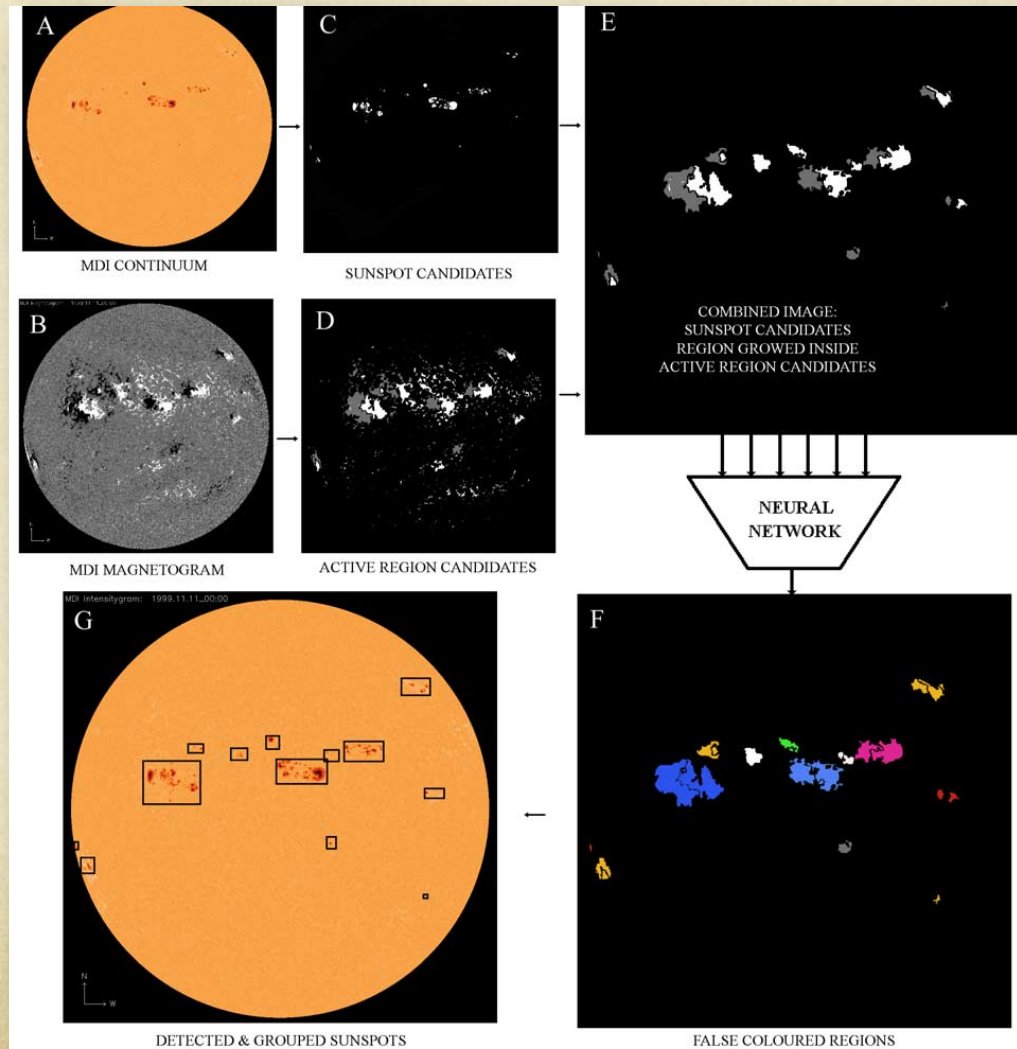 A
C
E
MDI CONTINUUM
SUNSPOT CANDIDATES
B
D
COMBINED IMAGE:
SUNSPOT CANDIDATES
REGION GROWED INSIDE
ACTIVE REGION CANDIDATES
MDI MAGNETOGRAM
ACTIVE REGION CANDIDATES
NEURAL
NETWORK
MDI Intensitygram: 1999.11.11_00:00
G
F
N
W
DETECTED & GROUPED SUNSPOTS
FALSE COLOURED REGIONS